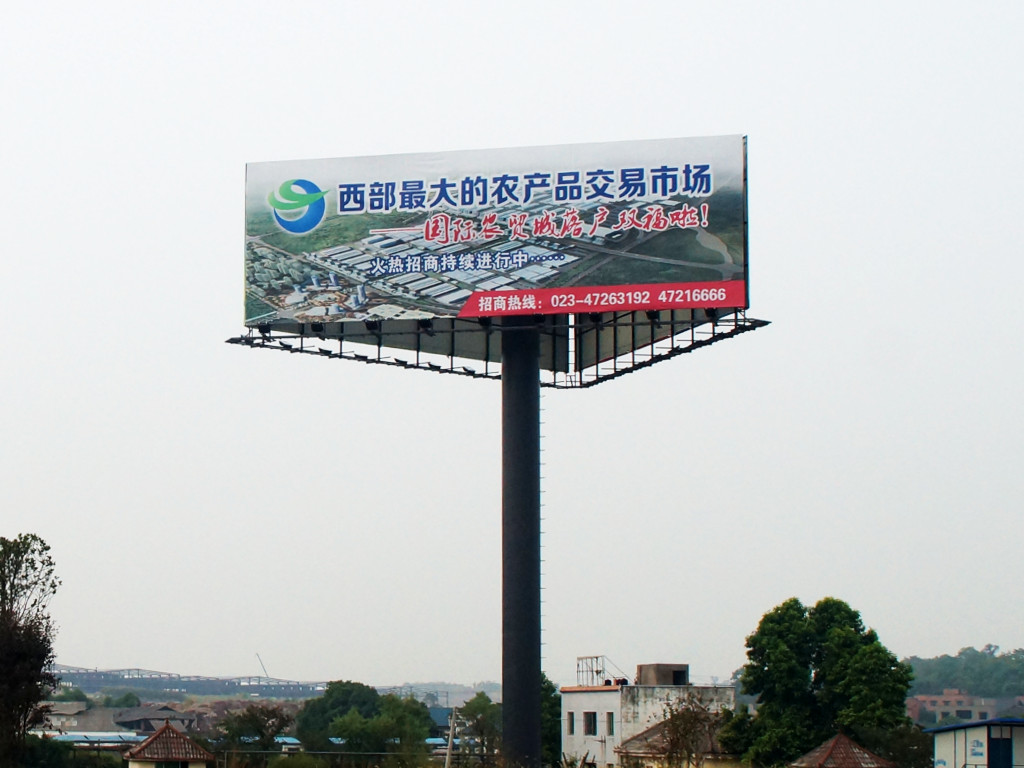 西部最大的农产品交易市场
——国际农贸城落户双福啦！
火热招商持续进行中……
招商热线：023-47263192 47216666